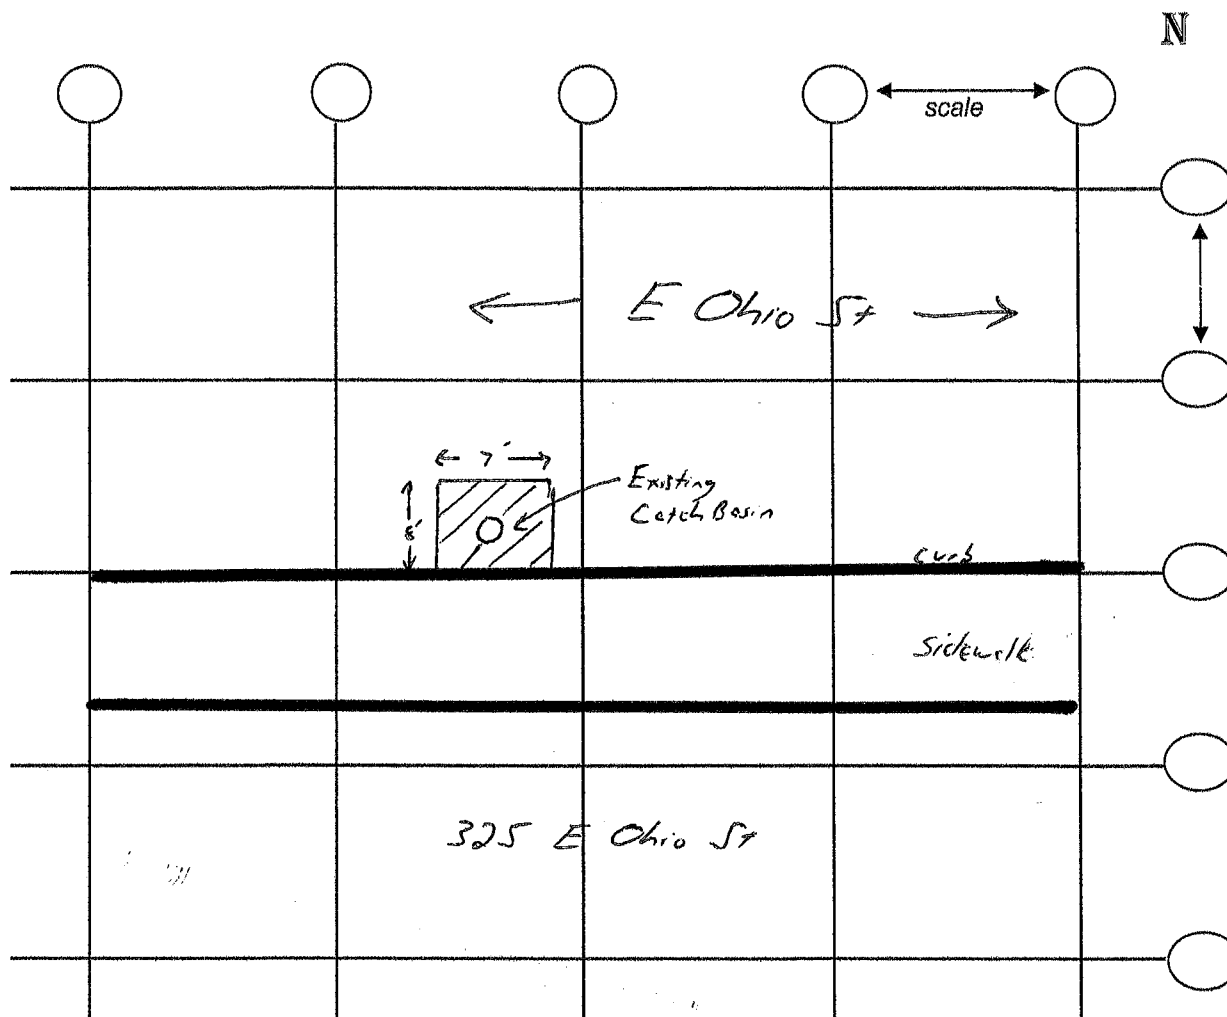 N
scale
E Ohio St
7'
8'
Existing
Catch Basin
curb
Sidewalk
325 E Ohio St